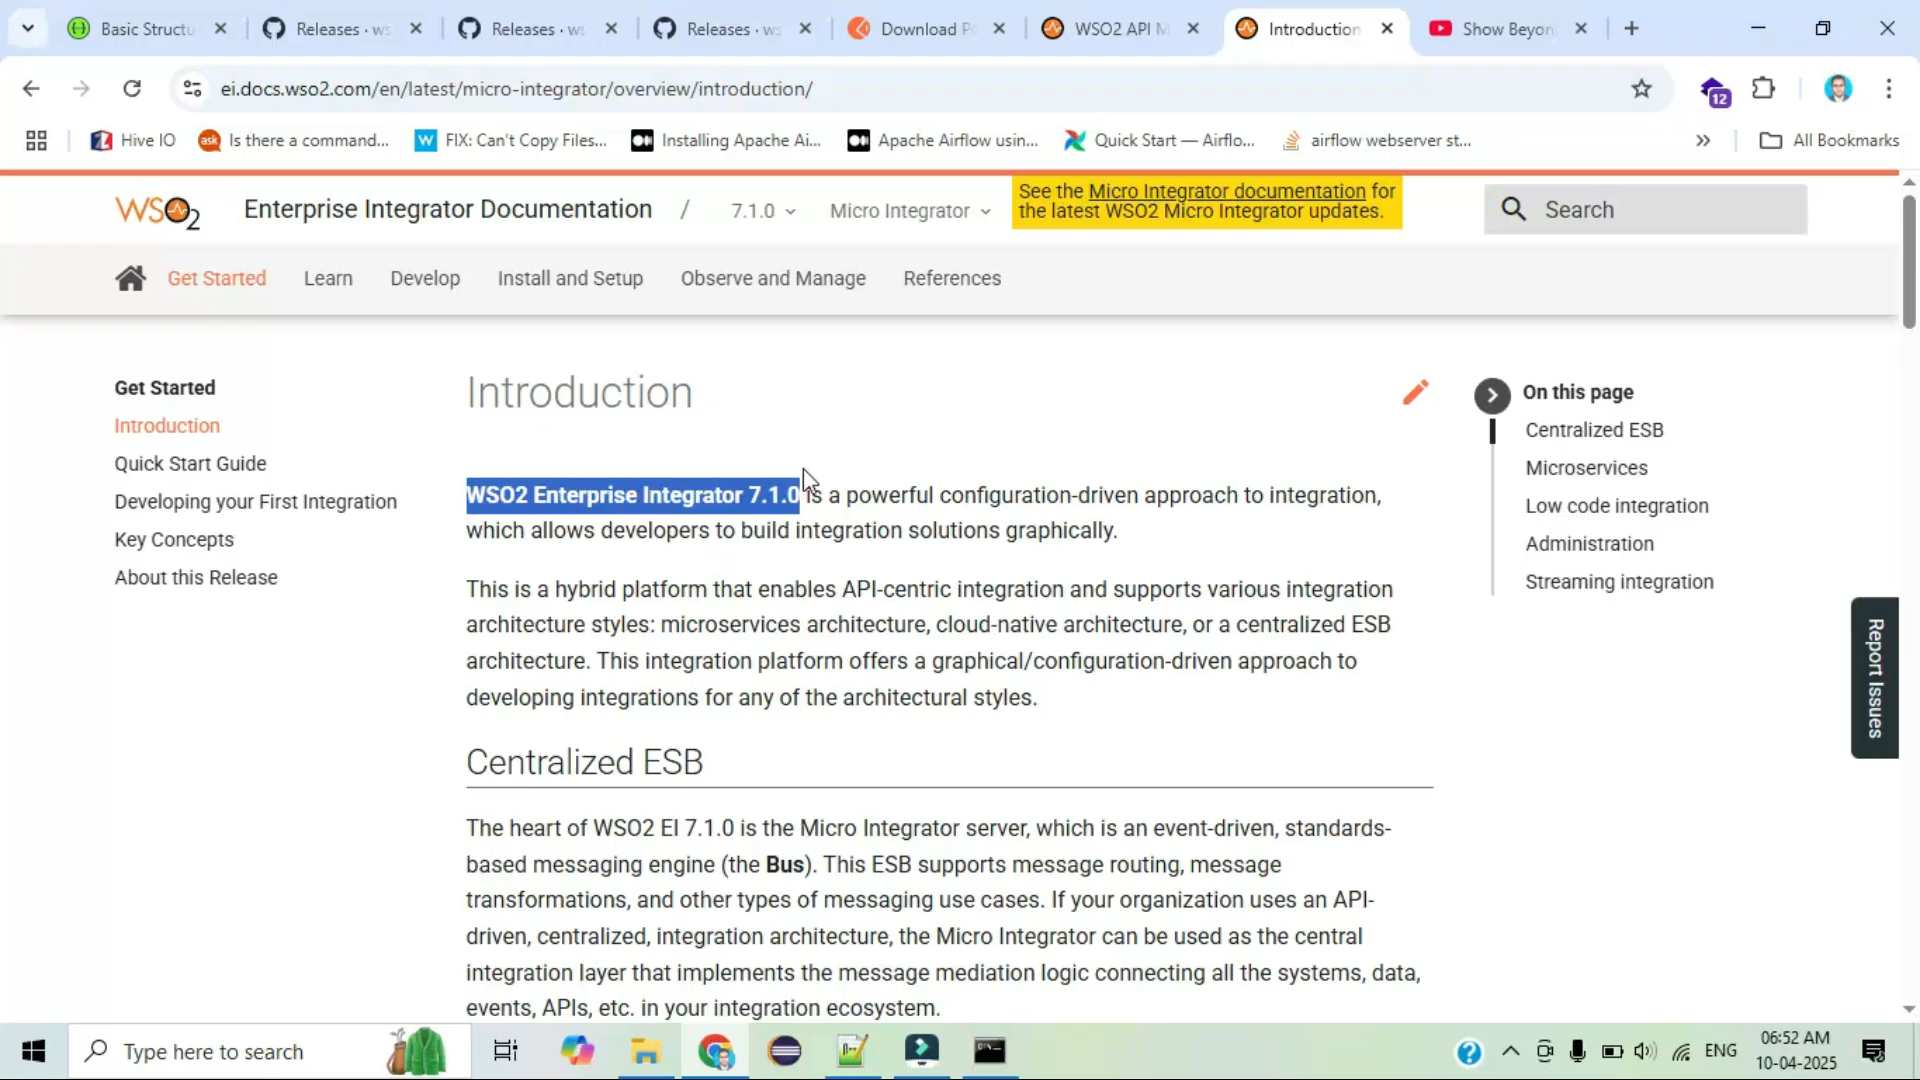 Basic Structu
Releases · ws
Releases · ws
Releases · ws
Download Po
WSO2 API M
Introduction
Show Beyon
ei.docs.wso2.com/en/latest/micro-integrator/overview/introduction/
12
Hive IO
ask
Is there a command...
W
FIX: Can't Copy Files...
Installing Apache Ai...
Apache Airflow usin...
Quick Start — Airflo...
airflow webserver st...
All Bookmarks
WSO2
Enterprise Integrator Documentation / 7.1.0 Micro Integrator
See the Micro Integrator documentation for
the latest WSO2 Micro Integrator updates.
Search
Get Started Learn Develop Install and Setup Observe and Manage References
Get Started
Introduction
Quick Start Guide
Developing your First Integration
Key Concepts
About this Release
Introduction
WSO2 Enterprise Integrator 7.1.0 is a powerful configuration-driven approach to integration,
which allows developers to build integration solutions graphically.
This is a hybrid platform that enables API-centric integration and supports various integration
architecture styles: microservices architecture, cloud-native architecture, or a centralized ESB
architecture. This integration platform offers a graphical/configuration-driven approach to
developing integrations for any of the architectural styles.
Centralized ESB
The heart of WSO2 EI 7.1.0 is the Micro Integrator server, which is an event-driven, standards-
based messaging engine (the Bus). This ESB supports message routing, message
transformations, and other types of messaging use cases. If your organization uses an API-
driven, centralized, integration architecture, the Micro Integrator can be used as the central
integration layer that implements the message mediation logic connecting all the systems, data,
events, APIs, etc. in your integration ecosystem.
On this page
Centralized ESB
Microservices
Low code integration
Administration
Streaming integration
Report Issues
Type here to search
ENG
06:52 AM
10-04-2025